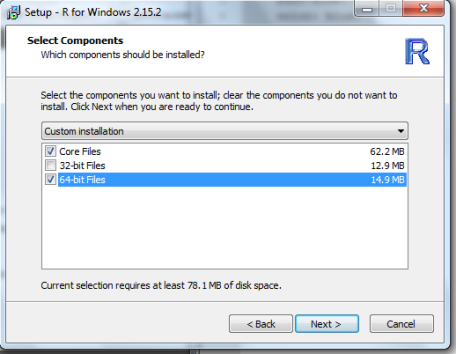 Setup - R for Windows 2.15.2
Select Components
Which components should be installed?
R
Select the components you want to install; clear the components you do not want to
install. Click Next when you are ready to continue.
Custom installation
Core Files 62.2 MB
32-bit Files 12.9 MB
64-bit Files 14.9 MB
Current selection requires at least 78.1 MB of disk space.
< Back Next > Cancel